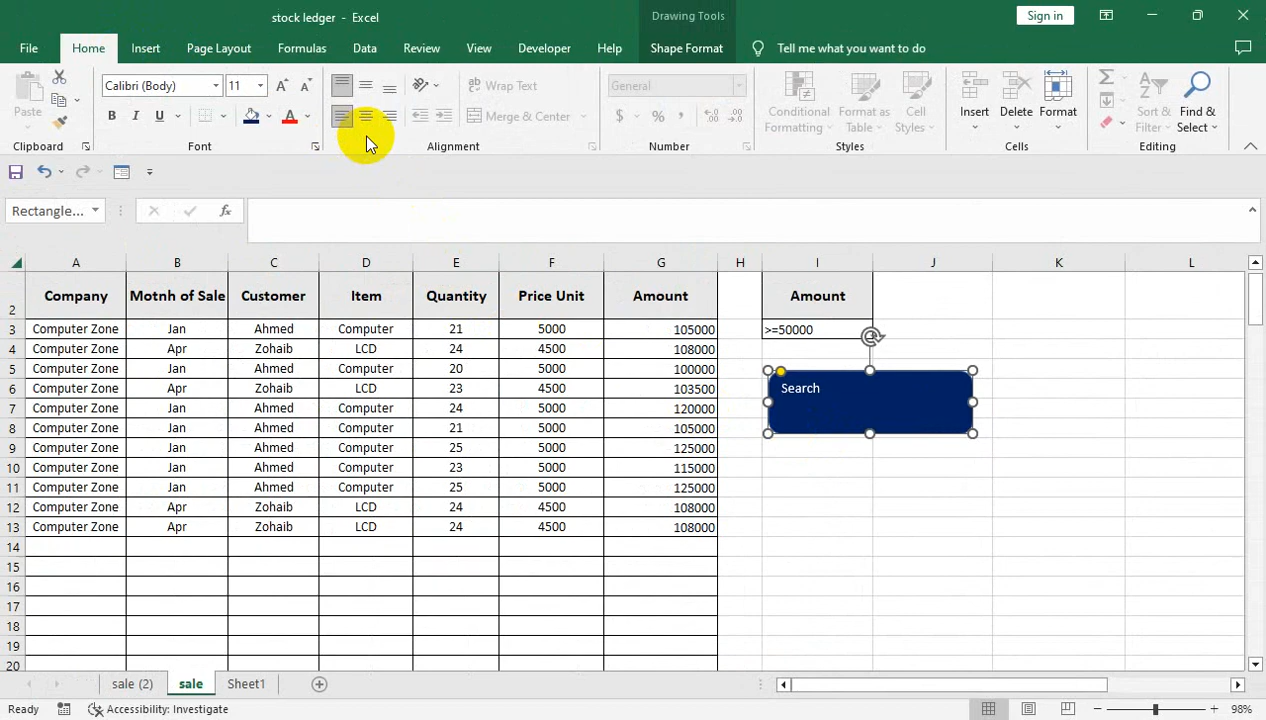 stock ledger - Excel
Drawing Tools
Sign in
File Home Insert Page Layout Formulas Data Review View Developer Help Shape Format Tell me what you want to do
Calibri (Body) 11 Wrap Text General
Paste B I U Merge & Center $ % , Conditional Formatting Format as Table Cell Styles Insert Delete Format Sort & Filter Find & Select
Clipboard Font Alignment Number Styles Cells Editing
Rectangle... fx
A B C D E F G H I J K L
2 Company Motnh of Sale Customer Item Quantity Price Unit Amount Amount
3 Computer Zone Jan Ahmed Computer 21 5000 105000 >=50000
4 Computer Zone Apr Zohaib LCD 24 4500 108000
5 Computer Zone Jan Ahmed Computer 20 5000 100000
6 Computer Zone Apr Zohaib LCD 23 4500 103500 Search
7 Computer Zone Jan Ahmed Computer 24 5000 120000
8 Computer Zone Jan Ahmed Computer 21 5000 105000
9 Computer Zone Jan Ahmed Computer 25 5000 125000
10 Computer Zone Jan Ahmed Computer 23 5000 115000
11 Computer Zone Jan Ahmed Computer 25 5000 125000
12 Computer Zone Apr Zohaib LCD 24 4500 108000
13 Computer Zone Apr Zohaib LCD 24 4500 108000
14
15
16
17
18
19
20
sale (2) sale Sheet1
Ready Accessibility: Investigate 98%